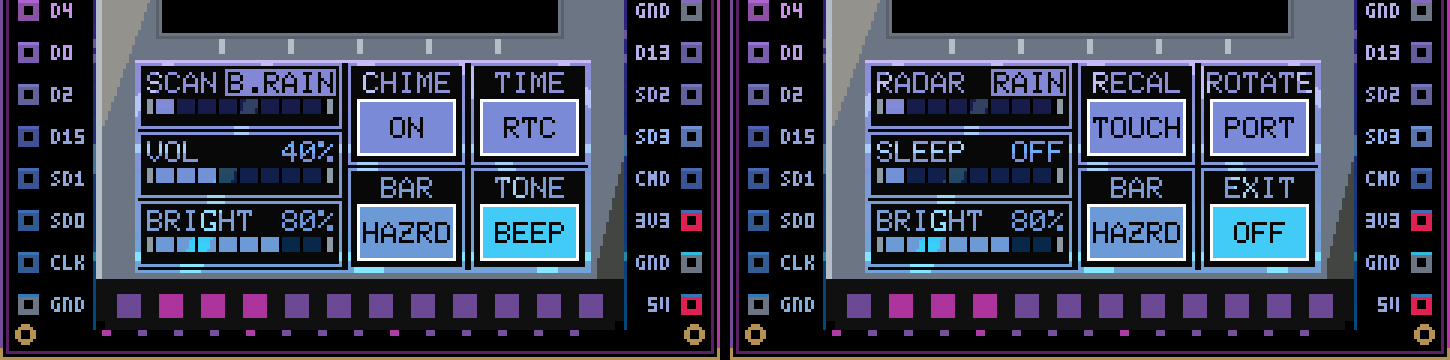 D4
D0
D2
D15
SD1
SD0
CLK
GND
SCAN B.RAIN
VOL 40%
BRIGHT 80%
CHIME
ON
TIME
RTC
BAR
HAZRD
TONE
BEEP
GND
D13
SD2
SD3
CMD
3V3
GND
5V
D4
D0
D2
D15
SD1
SD0
CLK
GND
RADAR RAIN
SLEEP OFF
BRIGHT 80%
RECAL
TOUCH
ROTATE
PORT
BAR
HAZRD
EXIT
OFF
GND
D13
SD2
SD3
CMD
3V3
GND
5V